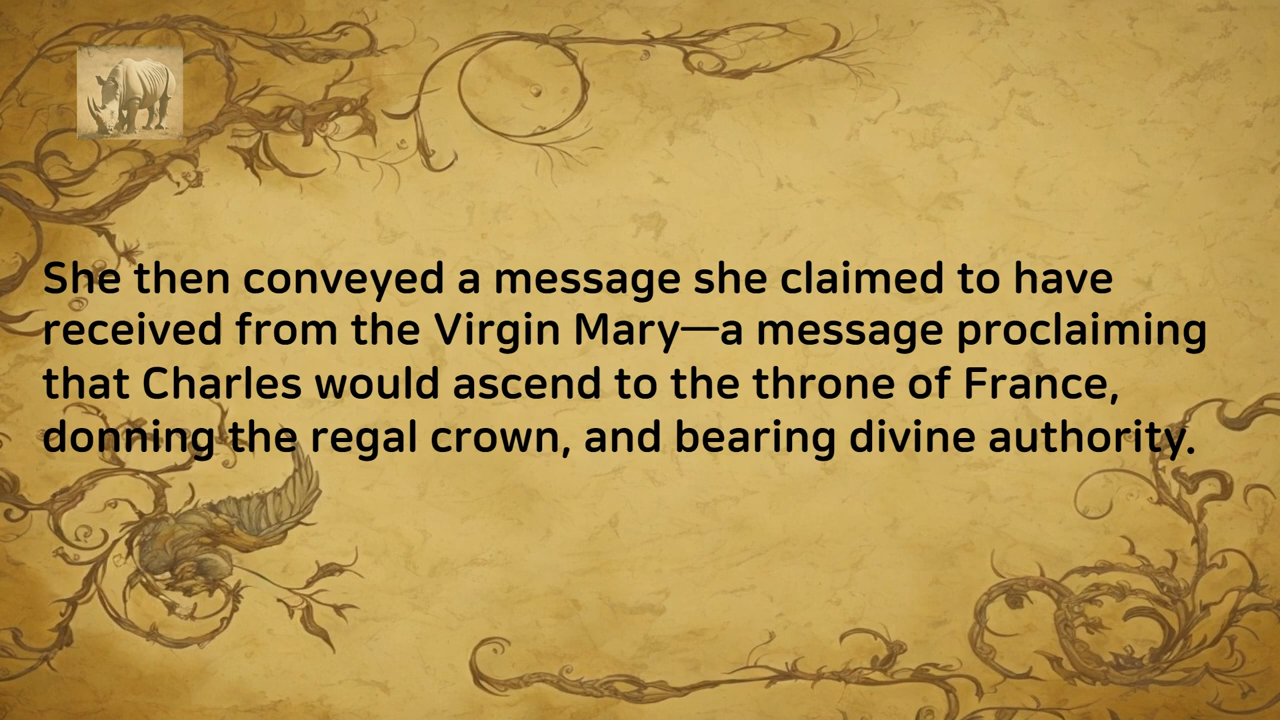 She then conveyed a message she claimed to have
received from the Virgin Mary—a message proclaiming
that Charles would ascend to the throne of France,
donning the regal crown, and bearing divine authority.